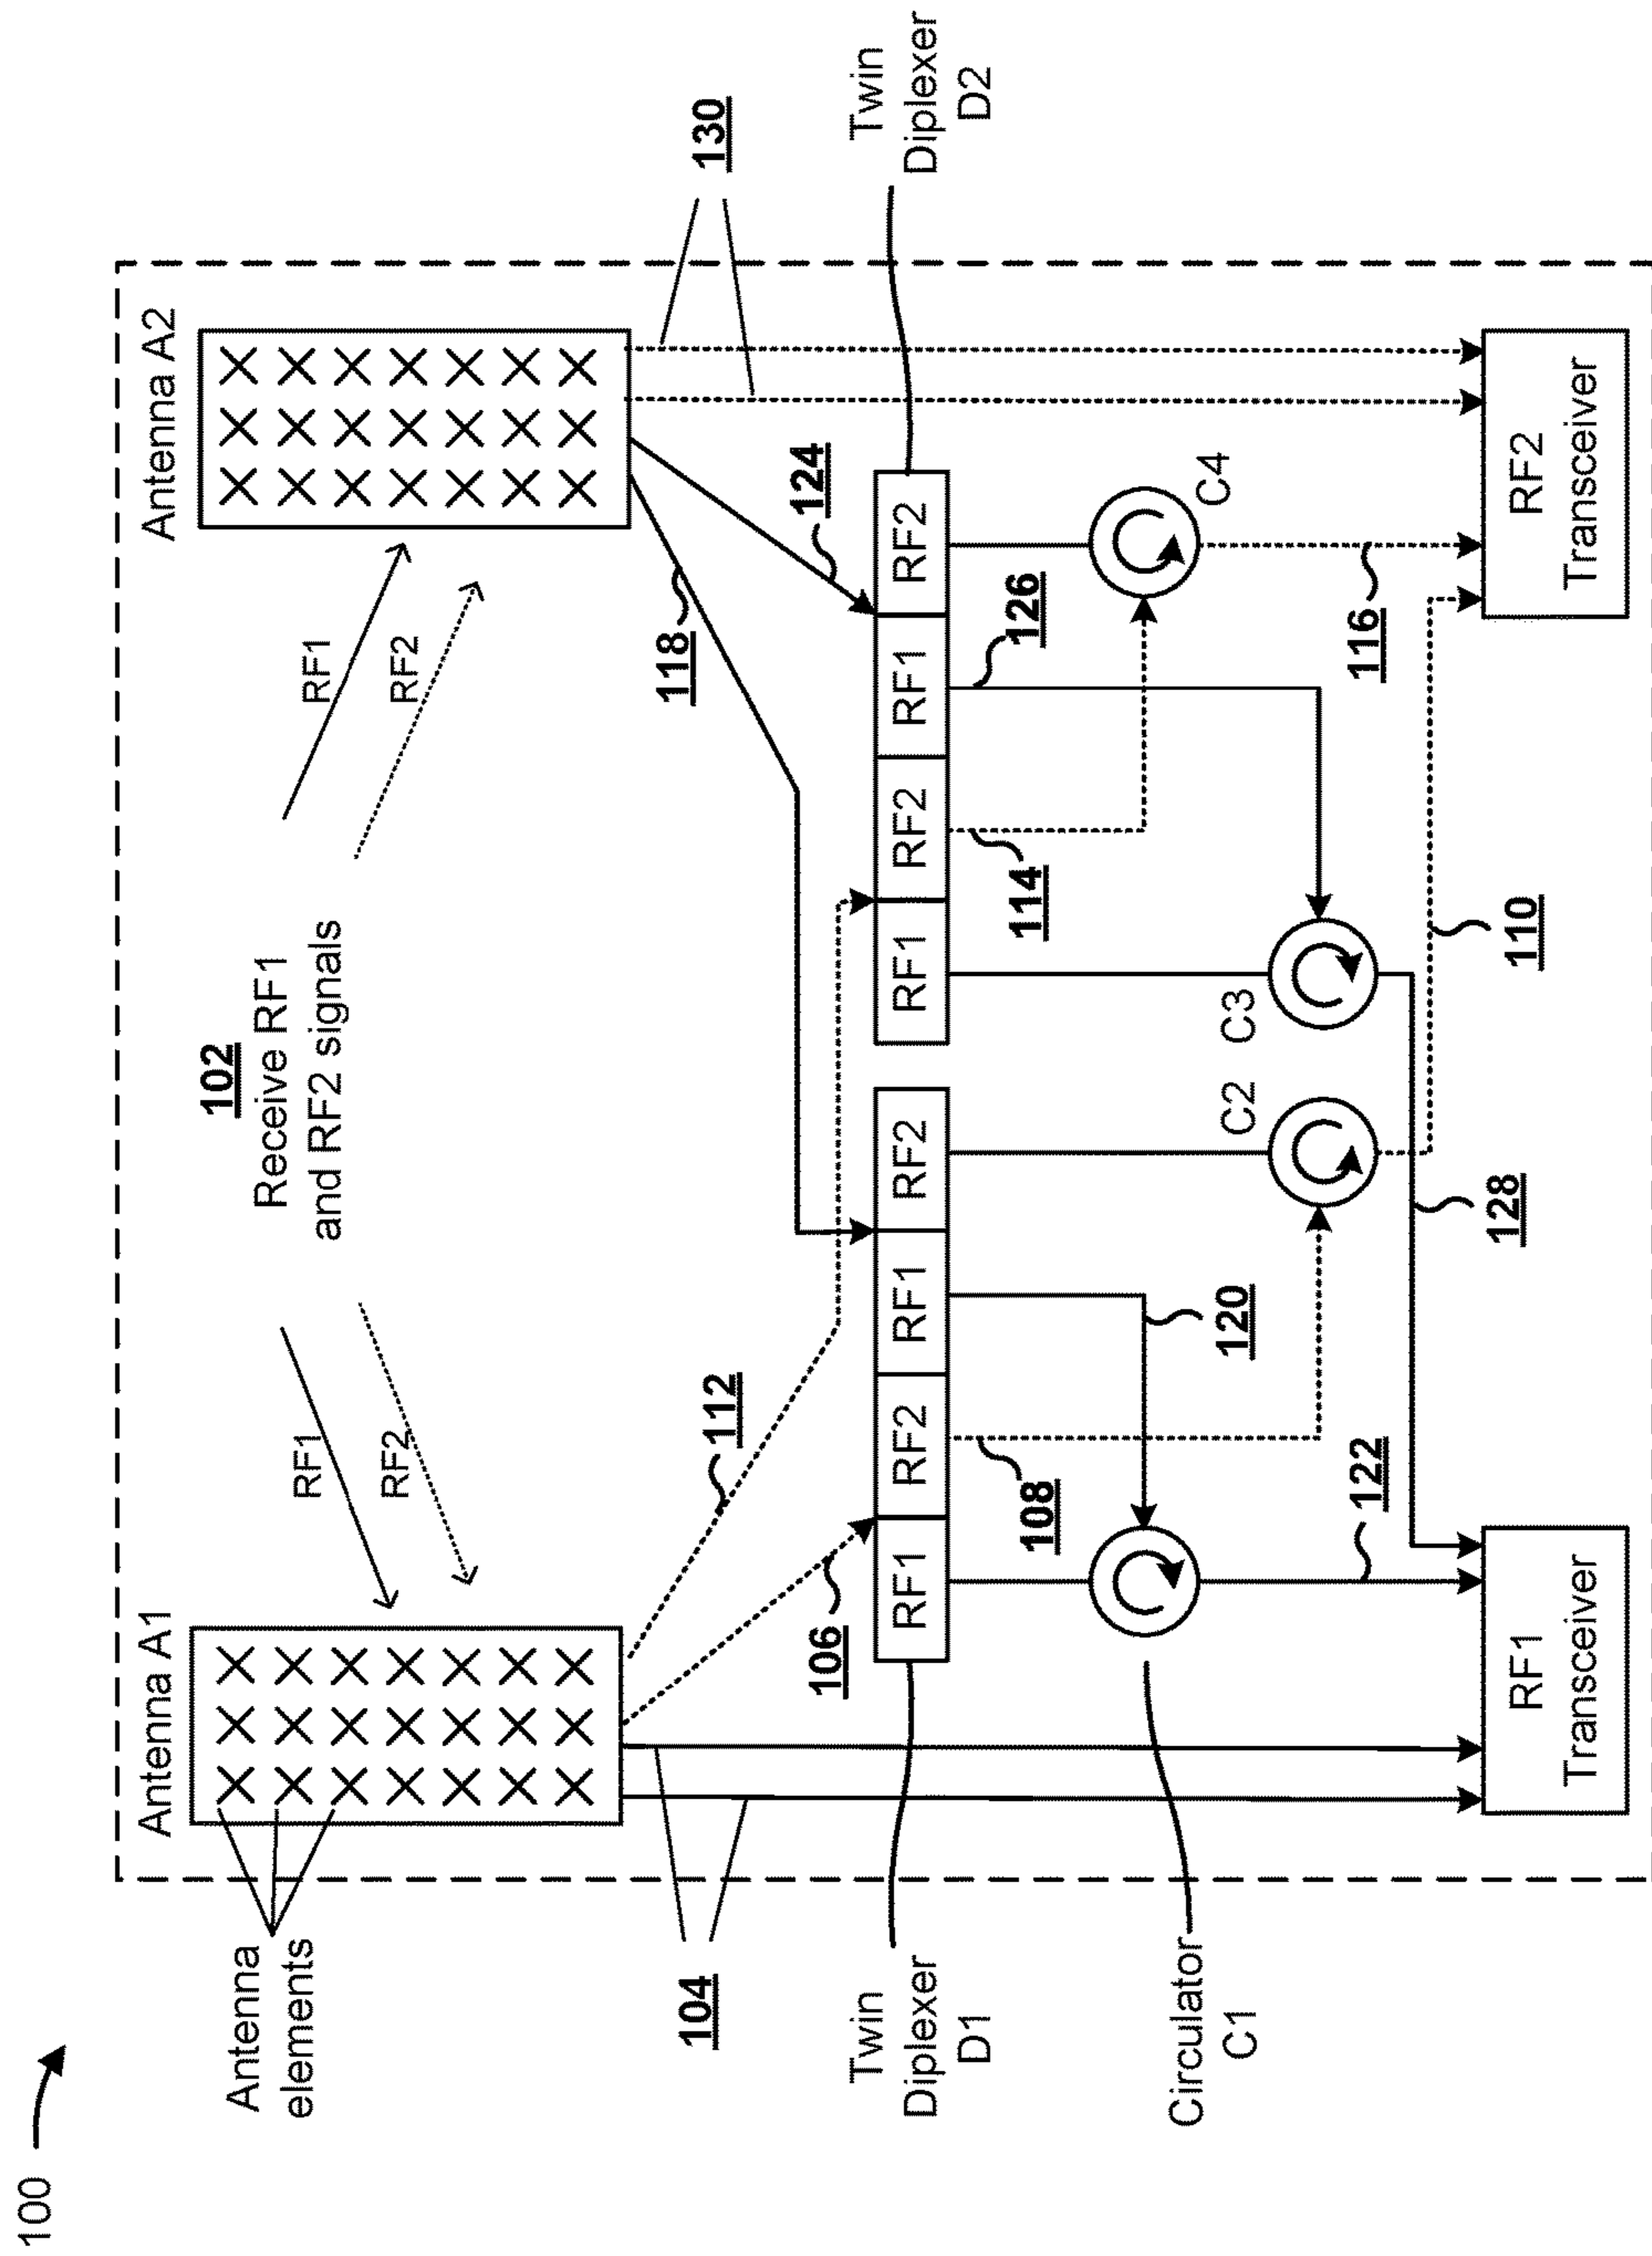 100
Antenna
elements
Antenna A1
Antenna A2
102
Receive RF1
and RF2 signals
RF1
RF2
RF1
RF2
104
106
112
118
124
130
Twin
Diplexer
D1
RF1
RF2
RF1
RF2
RF1
RF2
RF1
RF2
Twin
Diplexer
D2
108
120
114
126
Circulator
C1
C2
C3
C4
122
128
110
116
RF1
Transceiver
RF2
Transceiver